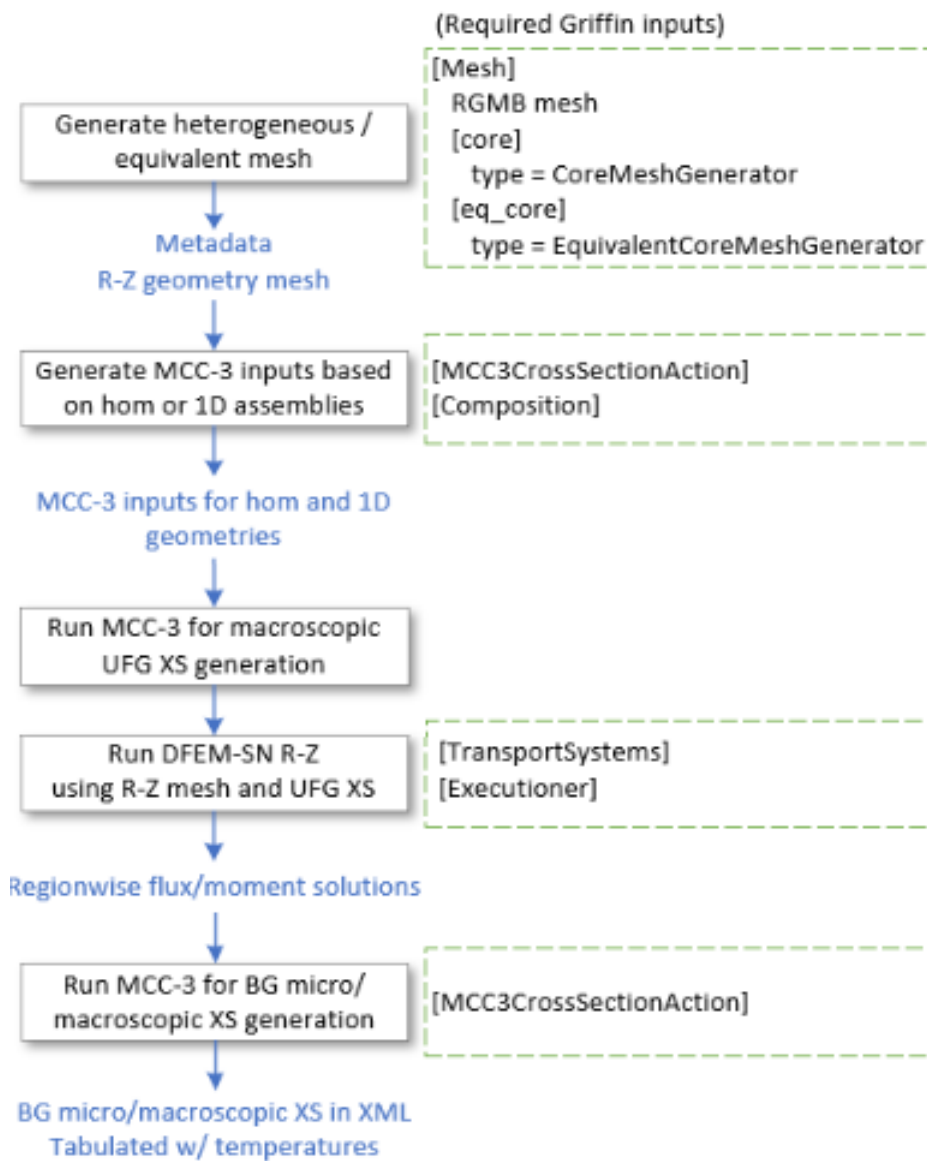 (Required Griffin inputs)
Generate heterogeneous /
equivalent mesh
[Mesh]
RGMB mesh
[core]
type = CoreMeshGenerator
[eq_core]
type = EquivalentCoreMeshGenerator
Metadata
R-Z geometry mesh
Generate MCC-3 inputs based
on hom or 1D assemblies
[MCC3CrossSectionAction]
[Composition]
MCC-3 inputs for hom and 1D
geometries
Run MCC-3 for macroscopic
UFG XS generation
Run DFEM-SN R-Z
using R-Z mesh and UFG XS
[TransportSystems]
[Executioner]
Regionwise flux/moment solutions
Run MCC-3 for BG micro/
macroscopic XS generation
[MCC3CrossSectionAction]
BG micro/macroscopic XS in XML
Tabulated w/ temperatures